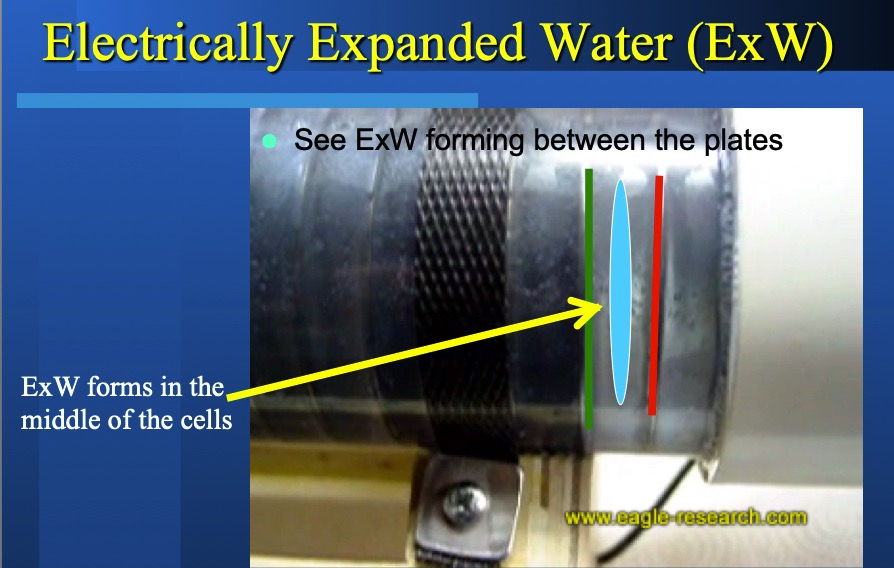 Electrically Expanded Water (ExW)
See ExW forming between the plates
ExW forms in the
middle of the cells
www.eagle-research.com